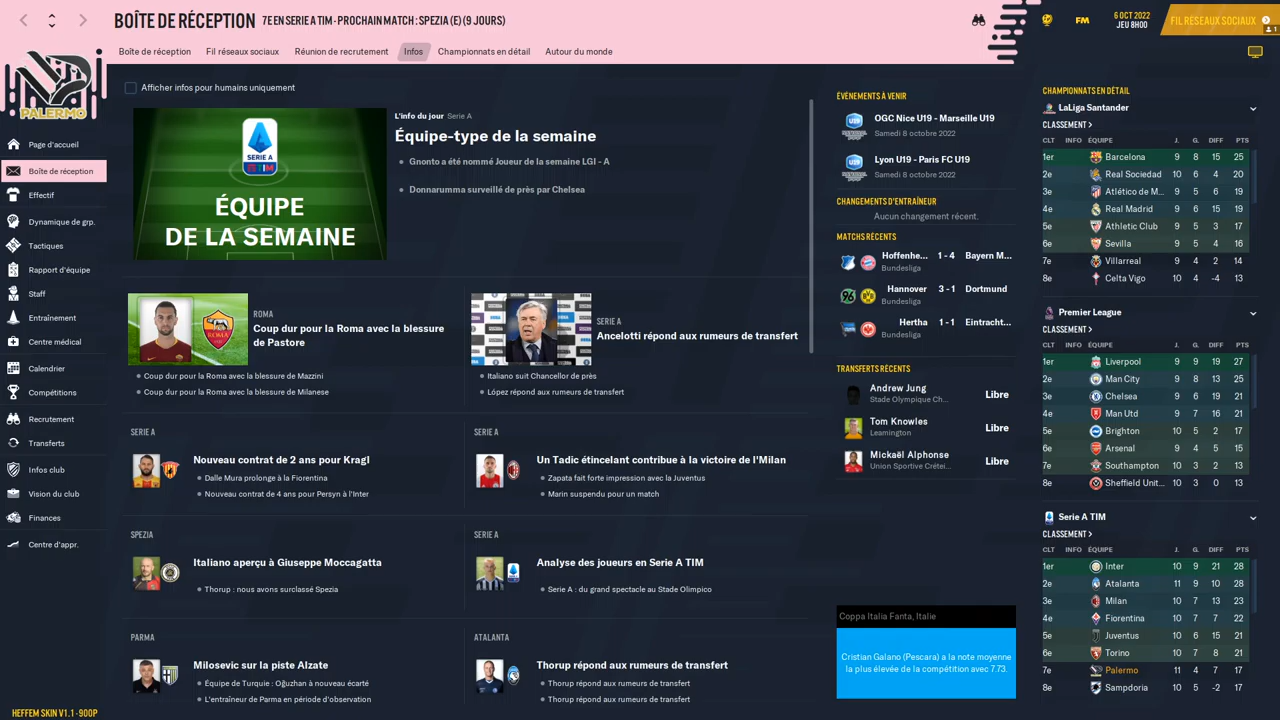 BOÎTE DE RÉCEPTION
7E EN SERIE A TIM - PROCHAIN MATCH : SPEZIA (E) (9 JOURS)
FM
6 OCT 2022
JEU 8H00
FIL RESEAUX SOCIAUX
1
Boîte de réception
Fil réseaux sociaux
Réunion de recrutement
Infos
Championnats en détail
Autour du monde
PALERMO
Page d'accueil
Boîte de réception
Effectif
Dynamique de grp.
Tactiques
Rapport d'équipe
Staff
Entraînement
Centre médical
Calendrier
Compétitions
Recrutement
Transferts
Infos club
Vision du club
Finances
Centre d'appr.
HEFFEM SKIN V1.1 - 900P
Afficher infos pour humains uniquement
SERIE A
TIM
ÉQUIPE
DE LA SEMAINE
L'info du jour Serie A
Équipe-type de la semaine
Gnonto a été nommé Joueur de la semaine LGI - A
Donnarumma surveillé de près par Chelsea
ROMA
Coup dur pour la Roma avec la blessure
de Pastore
Coup dur pour la Roma avec la blessure de Mazzini
Coup dur pour la Roma avec la blessure de Milanese
SERIE A
Ancelotti répond aux rumeurs de transfert
Italiano suit Chancellor de près
López répond aux rumeurs de transfert
SERIE A
Nouveau contrat de 2 ans pour Kragl
Dalle Mura prolonge à la Fiorentina
Nouveau contrat de 4 ans pour Persyn à l'Inter
SERIE A
Un Tadic étincelant contribue à la victoire de l'Milan
Zapata fait forte impression avec la Juventus
Marin suspendu pour un match
SPEZIA
Italiano aperçu à Giuseppe Moccagatta
Thorup : nous avons surclassé Spezia
SERIE A
Analyse des joueurs en Serie A TIM
Serie A : du grand spectacle au Stade Olimpico
PARMA
Milosevic sur la piste Alzate
Équipe de Turquie : Oğuzhan à nouveau écarté
L'entraîneur de Parma en période d'observation
ATALANTA
Thorup répond aux rumeurs de transfert
Thorup répond aux rumeurs de transfert
Thorup répond aux rumeurs de transfert
ÉVÉNEMENTS À VENIR
U19
OGC Nice U19 - Marseille U19
Samedi 8 octobre 2022
U19
Lyon U19 - Paris FC U19
Samedi 8 octobre 2022
CHANGEMENTS D'ENTRAÎNEUR
Aucun changement récent.
MATCHS RÉCENTS
Hoffenhe... 1 - 4 Bayern M...
Bundesliga
Hannover 3 - 1 Dortmund
Bundesliga
Hertha 1 - 1 Eintracht...
Bundesliga
TRANSFERTS RÉCENTS
Andrew Jung
Stade Olympique Ch...
Libre
Tom Knowles
Leamington
Libre
Mickaël Alphonse
Union Sportive Crétei...
Libre
Coppa Italia Fanta, Italie
Cristian Galano (Pescara) a la note moyenne
la plus élevée de la compétition avec 7.73.
CHAMPIONNATS EN DÉTAIL
LaLiga Santander
CLASSEMENT >
CLT INFO ÉQUIPE J. G. DIFF PTS
1er Barcelona 9 8 15 25
2e Real Sociedad 10 6 4 20
3e Atlético de M... 9 6 6 19
4e Real Madrid 9 6 15 19
5e Athletic Club 9 5 3 17
6e Sevilla 9 5 4 16
7e Villarreal 9 4 2 14
8e Celta Vigo 10 4 -4 13
Premier League
CLASSEMENT >
CLT INFO ÉQUIPE J. G. DIFF PTS
1er Liverpool 9 9 19 27
2e Man City 9 8 13 25
3e Chelsea 9 6 19 21
4e Man Utd 9 7 16 21
5e Brighton 10 5 2 17
6e Arsenal 9 4 5 15
7e Southampton 10 3 2 13
8e Sheffield Unit... 10 3 0 13
Serie A TIM
CLASSEMENT >
CLT INFO ÉQUIPE J. G. DIFF PTS
1er Inter 10 9 21 28
2e Atalanta 11 9 10 28
3e Milan 10 7 13 23
4e Fiorentina 10 7 7 22
5e Juventus 10 6 15 21
6e Torino 10 7 8 21
7e Palermo 11 4 7 17
8e Sampdoria 10 5 -2 17